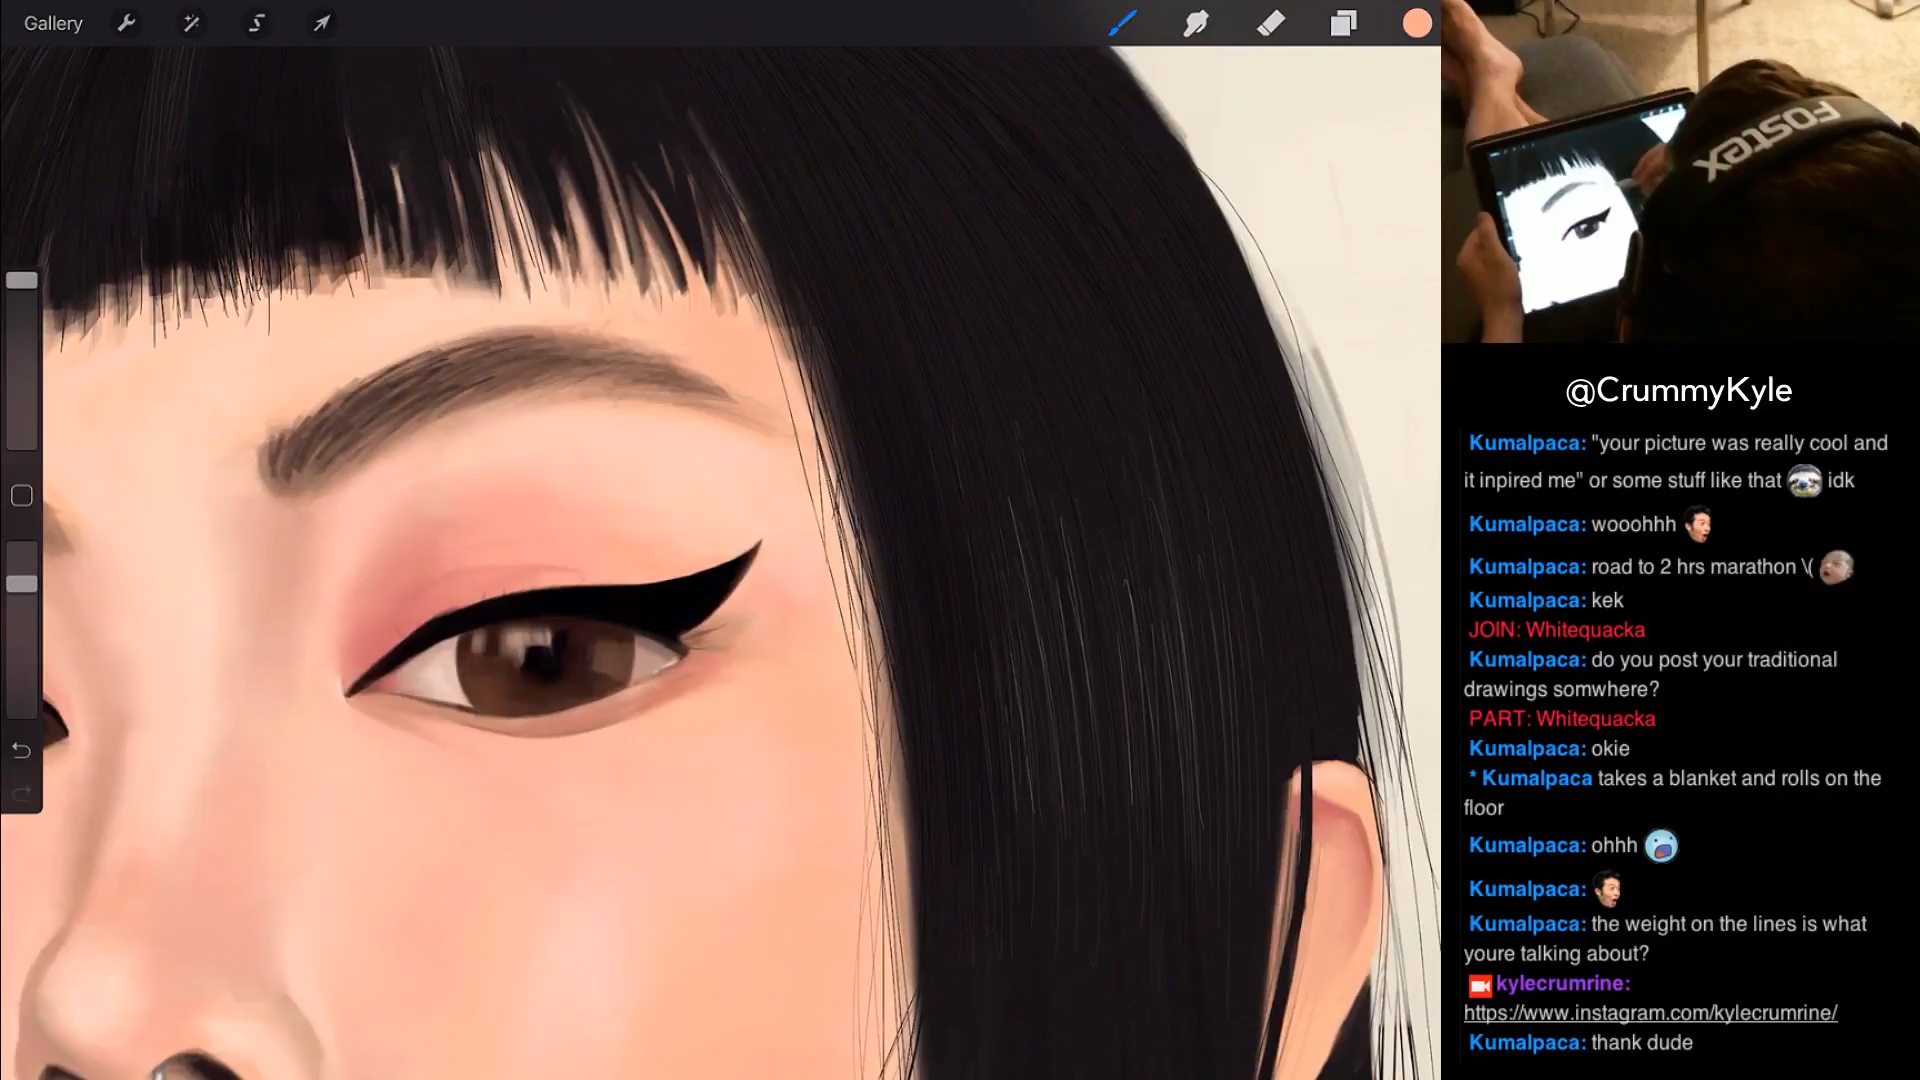 Gallery
FOSTEX
@CrummyKyle
Kumalpaca: "your picture was really cool and
it inpired me" or some stuff like that idk
Kumalpaca: wooohhh
Kumalpaca: road to 2 hrs marathon \(
Kumalpaca: kek
JOIN: Whitequacka
Kumalpaca: do you post your traditional
drawings somwhere?
PART: Whitequacka
Kumalpaca: okie
* Kumalpaca takes a blanket and rolls on the
floor
Kumalpaca: ohhh
Kumalpaca:
Kumalpaca: the weight on the lines is what
youre talking about?
kylecrumrine:
https://www.instagram.com/kylecrumrine/
Kumalpaca: thank dude